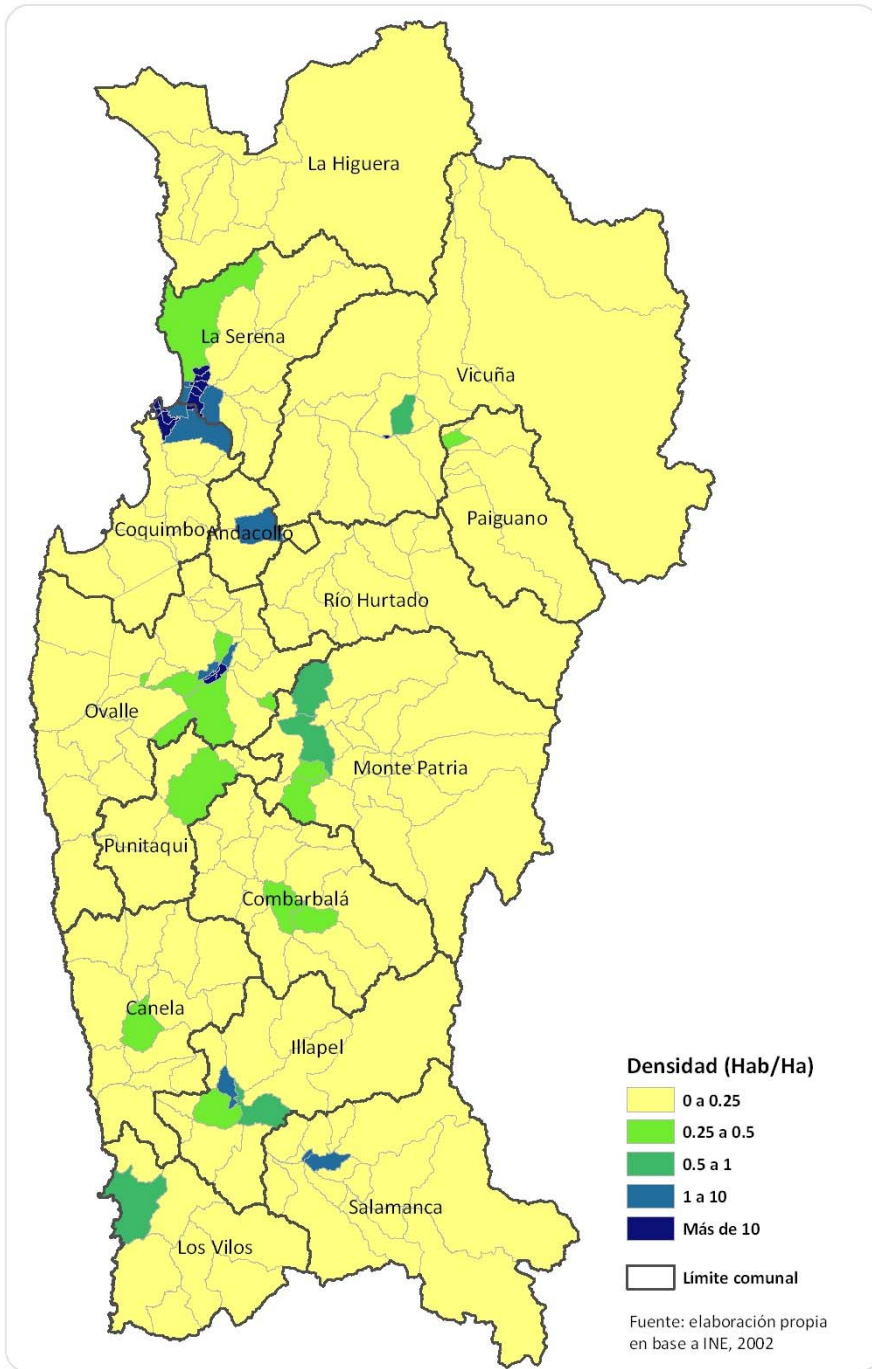 La Higuera
La Serena
Vicuña
Paiguano
Coquimbo
Andacollo
Río Hurtado
Ovalle
Monte Patria
Punitaqui
Combarbalá
Canela
Illapel
Salamanca
Los Vilos
Densidad (Hab/Ha)
0 a 0.25
0.25 a 0.5
0.5 a 1
1 a 10
Más de 10
Límite comunal
Fuente: elaboración propia
en base a INE, 2002